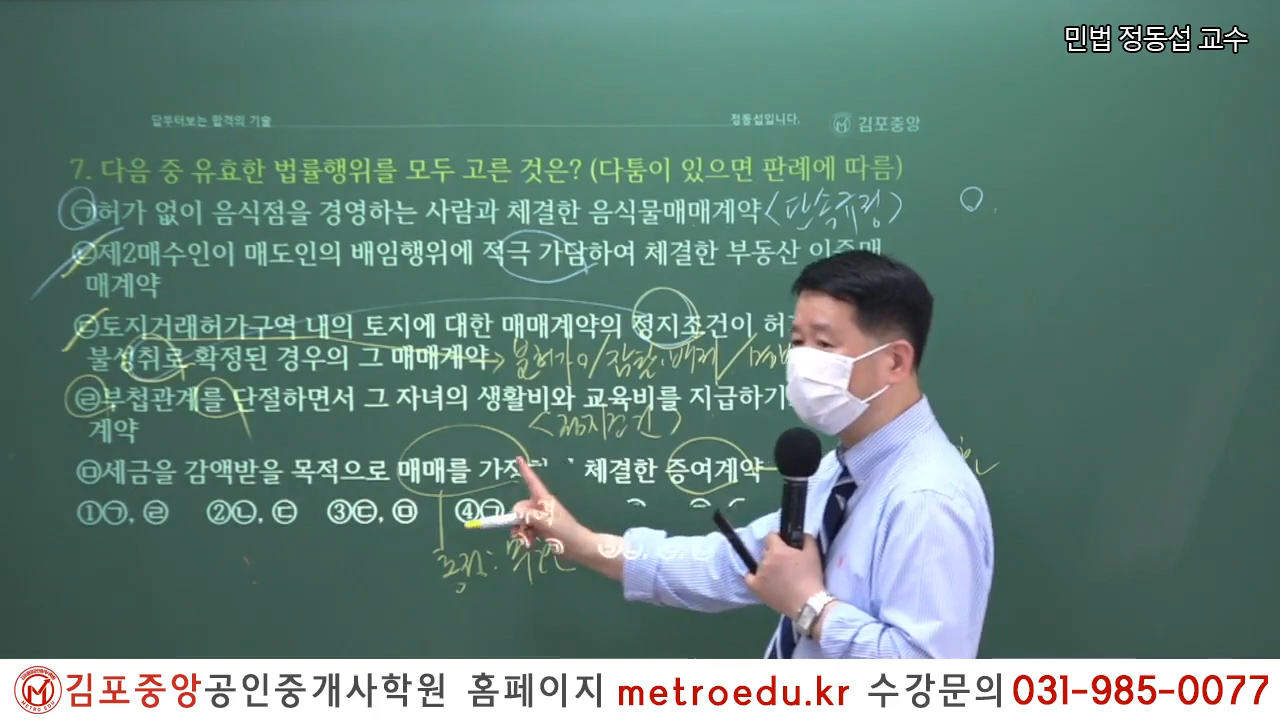 민법 정동섭 교수
달부터보는 합격의 기술
정동섭입니다.
김포중앙
7. 다음 중 유효한 법률행위를 모두 고른 것은? (다툼이 있으면 판례에 따름)
㉠허가 없이 음식점을 경영하는 사람과 체결한 음식물매매계약 <단속규정>
㉡제2매수인이 매도인의 배임행위에 적극 가담하여 체결한 부동산 이중매
매계약
㉢토지거래허가구역 내의 토지에 대한 매매계약의 정지조건이 허
불성취로 확정된 경우의 그 매매계약
㉣부첩관계를 단절하면서 그 자녀의 생활비와 교육비를 지급하기
계약
<정지조건>
㉤세금을 감액받을 목적으로 매매를 가장 체결한 증여계약
①㉠, ㉣ ②㉡, ㉢ ③㉢, ㉤ ④㉠
김포중앙공인중개사학원 홈페이지 metroedu.kr 수강문의 031-985-0077